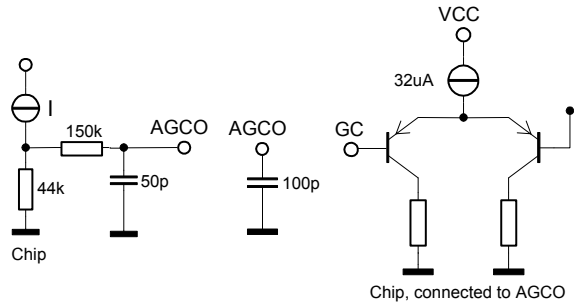 VCC
32uA
I
150k
AGCO
AGCO
GC
44k
50p
100p
Chip
Chip, connected to AGCO